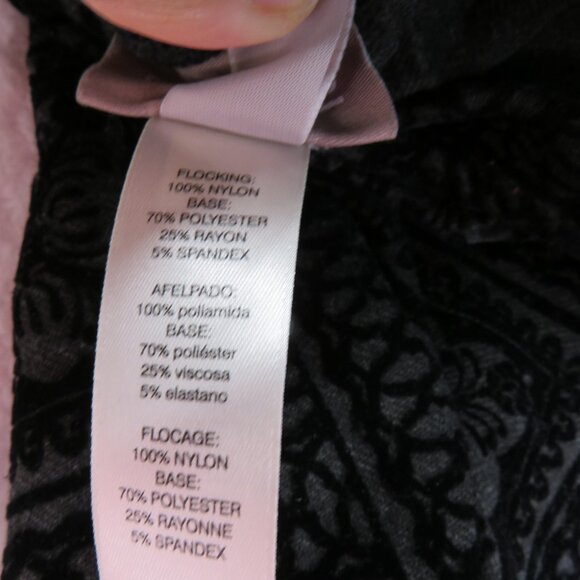 FLOCKING:
100% NYLON
BASE:
70% POLYESTER
25% RAYON
5% SPANDEX
AFELPADO:
100% poliamida
BASE:
70% poliéster
25% viscosa
5% elastano
FLOCAGE:
100% NYLON
BASE:
70% POLYESTER
25% RAYONNE
5% SPANDEX